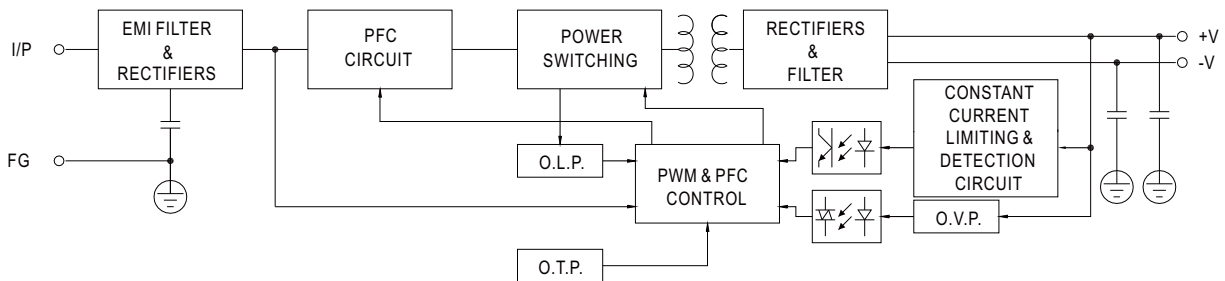 I/P
EMI FILTER
&
RECTIFIERS
PFC
CIRCUIT
POWER
SWITCHING
RECTIFIERS
&
FILTER
+V
-V
CONSTANT
CURRENT
LIMITING &
DETECTION
CIRCUIT
FG
O.L.P.
PWM & PFC
CONTROL
O.V.P.
O.T.P.